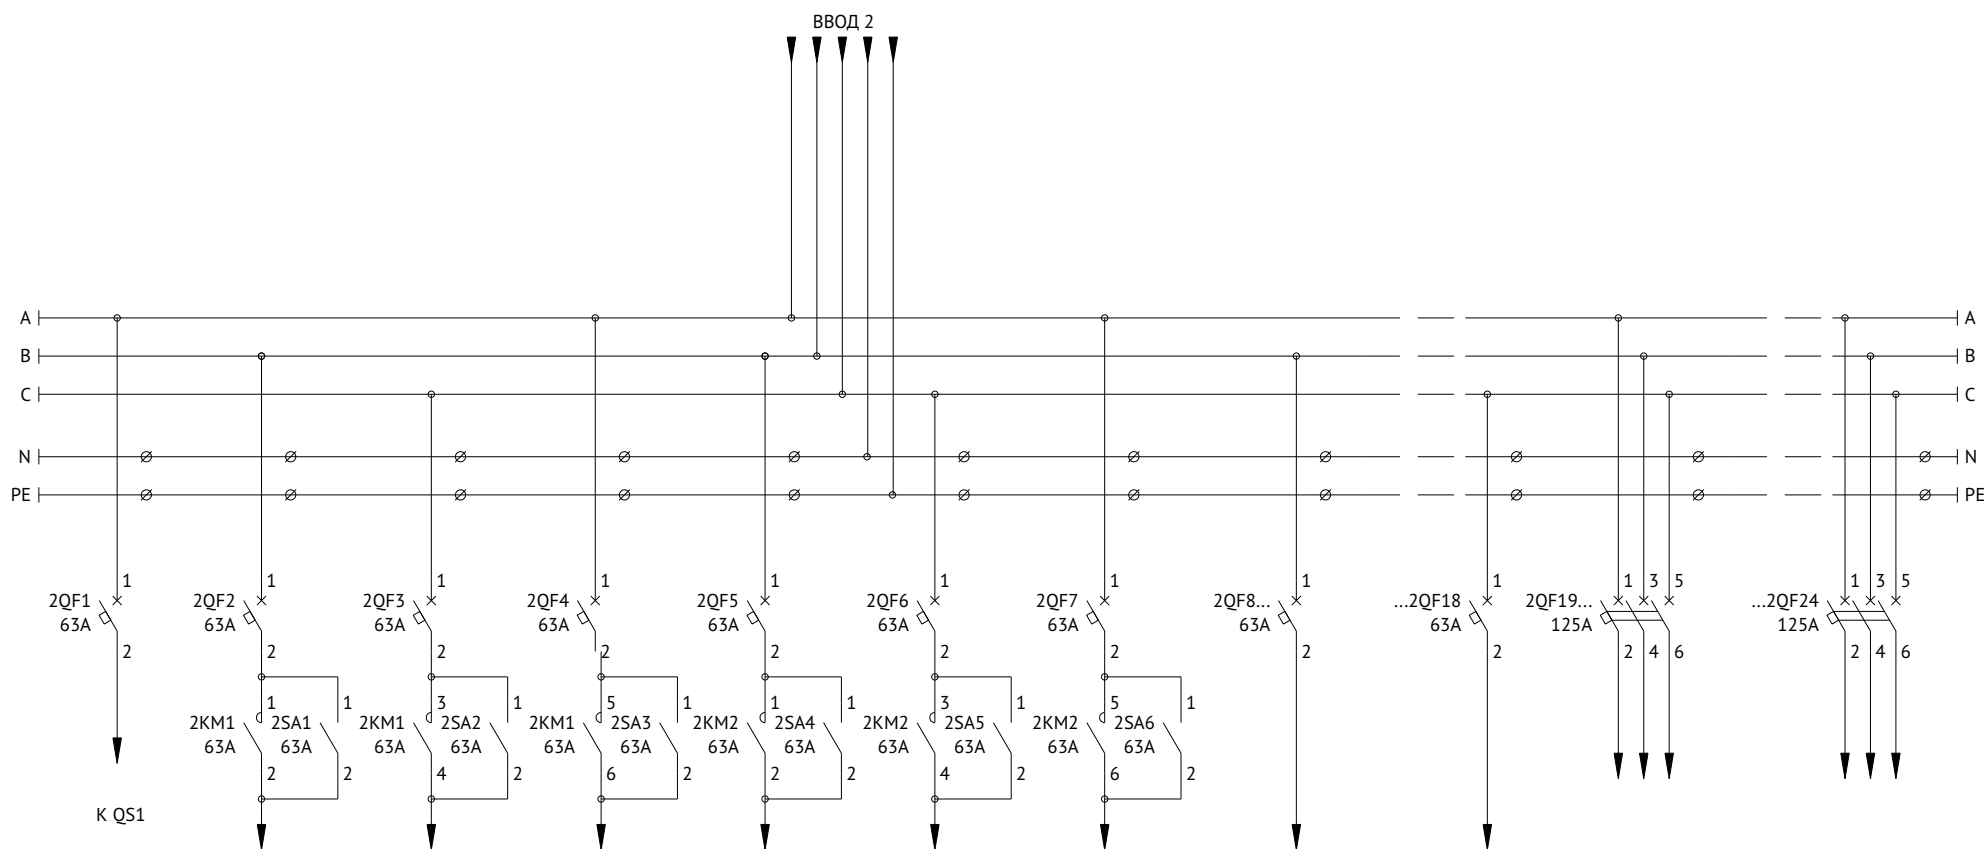 ВВОД 2
A A
B B
C C
N N
PE PE
1 1 1 1 1 1 1 1 1 1 3 5 1 3 5
2QF1 2QF2 2QF3 2QF4 2QF5 2QF6 2QF7 2QF8... ...2QF18 2QF19... ...2QF24
63A 63A 63A 63A 63A 63A 63A 63A 63A 125A 125A
2 2 2 2 2 2 2 2 2 2 4 6 2 4 6
1 1 3 1 5 1 1 1 3 1 5 1
2KM1 2SA1 2KM1 2SA2 2KM1 2SA3 2KM2 2SA4 2KM2 2SA5 2KM2 2SA6
63A 63A 63A 63A 63A 63A 63A 63A 63A 63A 63A 63A
2 2 4 2 6 2 2 2 4 2 6 2
К QS1